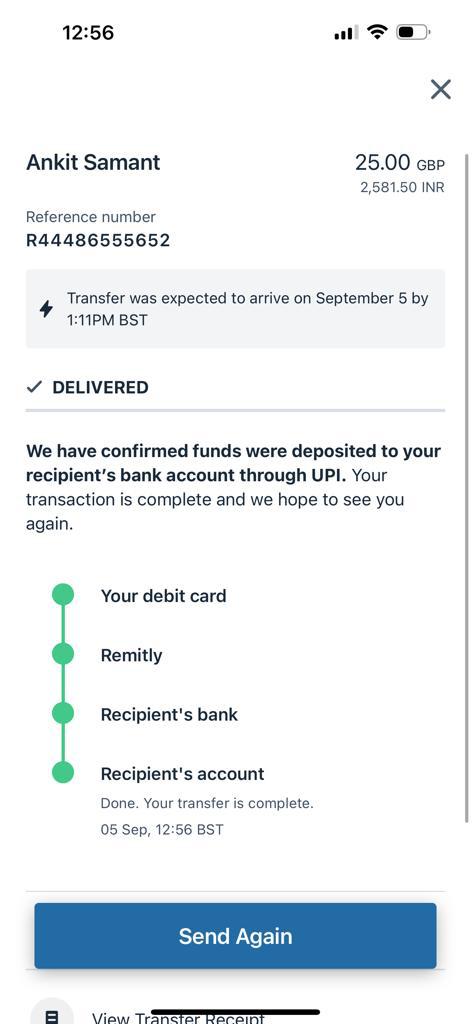 12:56
Ankit Samant
25.00 GBP
2,581.50 INR
Reference number
R44486555652
Transfer was expected to arrive on September 5 by
1:11PM BST
DELIVERED
We have confirmed funds were deposited to your
recipient's bank account through UPI. Your
transaction is complete and we hope to see you
again.
Your debit card
Remitly
Recipient's bank
Recipient's account
Done. Your transfer is complete.
05 Sep, 12:56 BST
Send Again
View Transfer Receipt